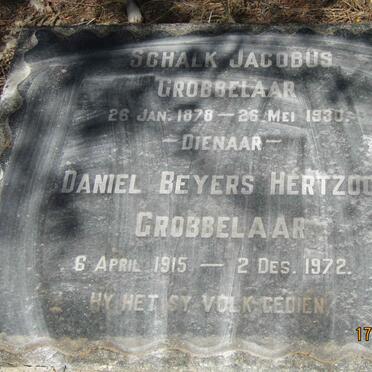 SCHALK JACOBUS
GROBBELAAR
26 JAN. 1878 — 26 MEI 1930.
— DIENAAR —
DANIEL BEYERS HERTZOG
GROBBELAAR
6 APRIL 1915 — 2 DES. 1972.
HY HET SY VOLK GEDIEN
17